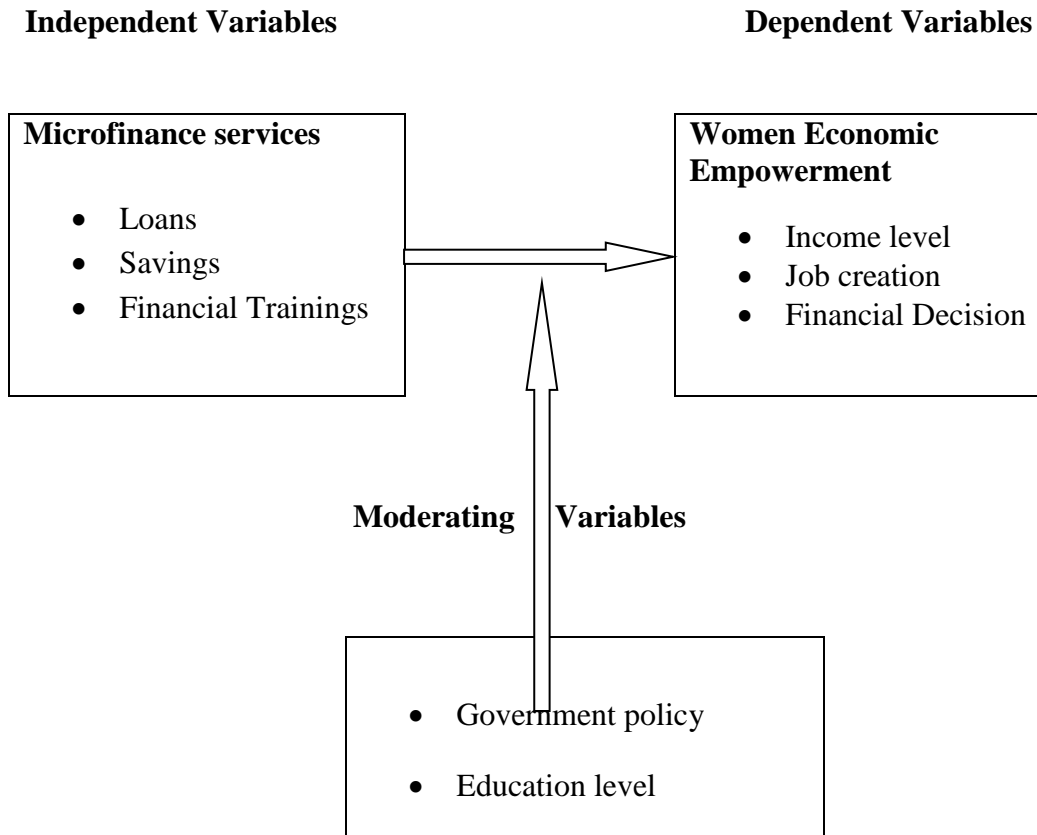 Independent Variables
Dependent Variables
Microfinance services
• Loans
• Savings
• Financial Trainings
Women Economic
Empowerment
• Income level
• Job creation
• Financial Decision
Moderating Variables
• Government policy
• Education level